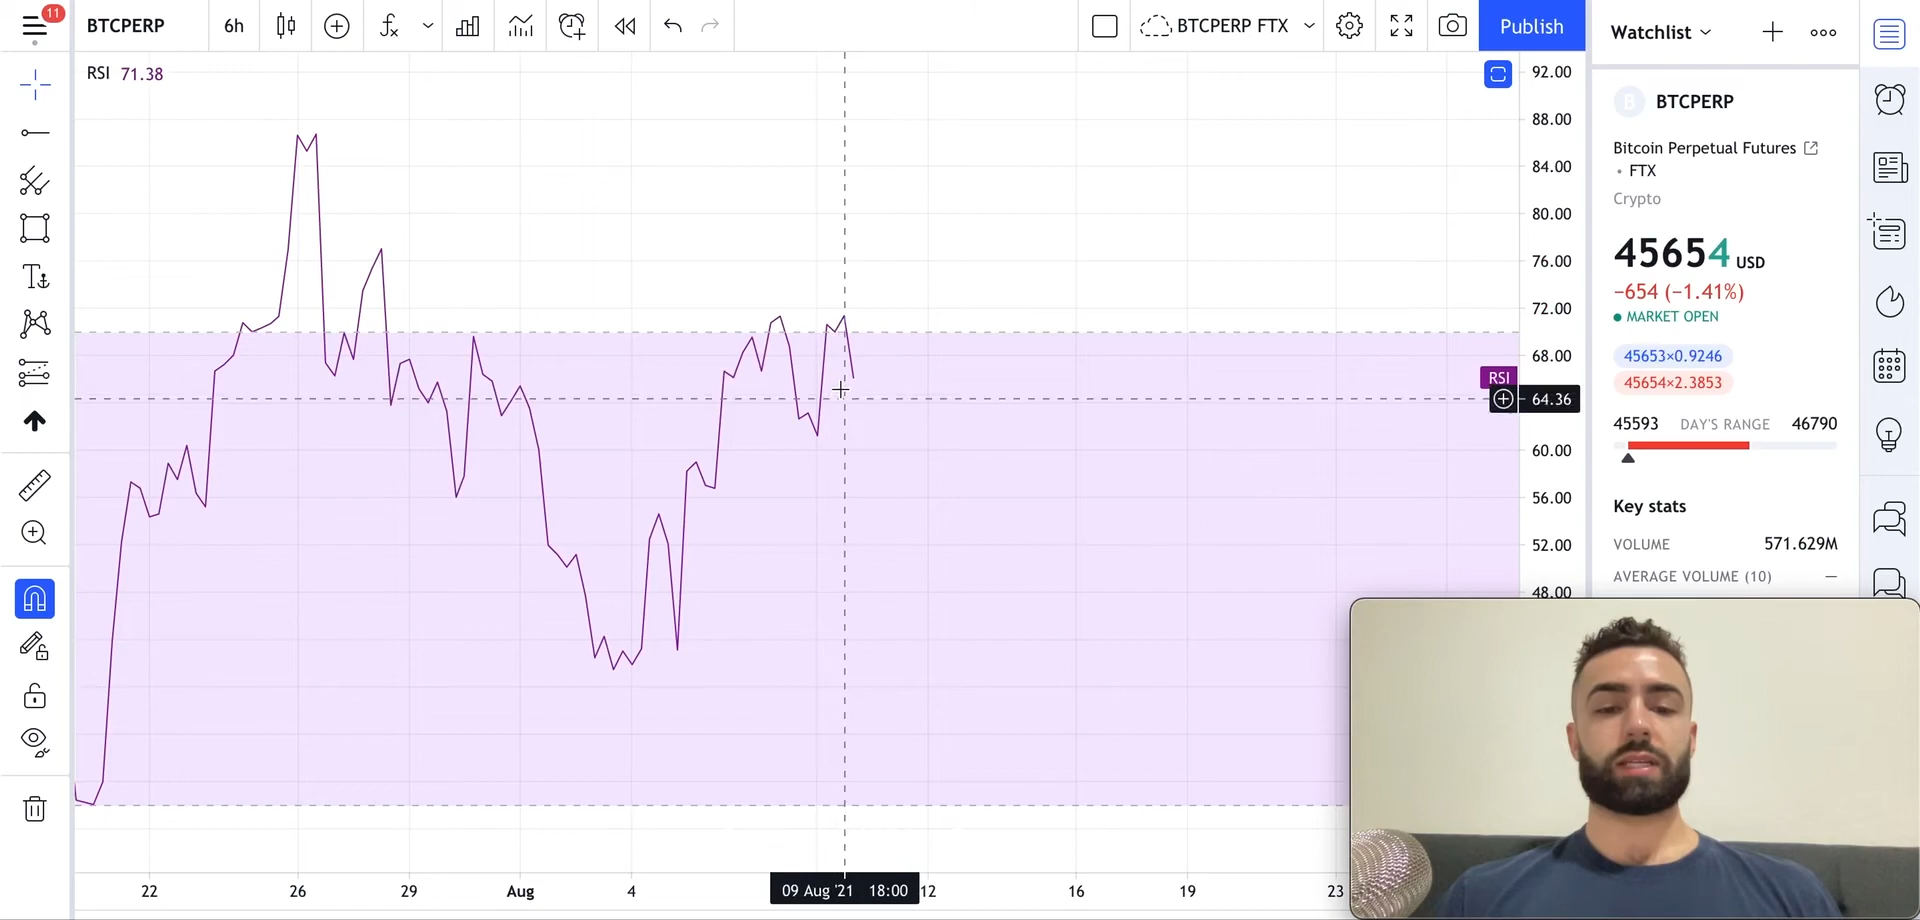 11
BTCPERP
6h
BTCPERP FTX
Publish
Watchlist
RSI 71.38
92.00
88.00
84.00
80.00
76.00
72.00
68.00
RSI
64.36
60.00
56.00
52.00
48.00
22
26
29
Aug
4
09 Aug '21 18:00
12
16
19
23
B
BTCPERP
Bitcoin Perpetual Futures
• FTX
Crypto
45654 USD
−654 (−1.41%)
● MARKET OPEN
45653×0.9246
45654×2.3853
45593 DAY'S RANGE 46790
Key stats
VOLUME 571.629M
AVERAGE VOLUME (10) —